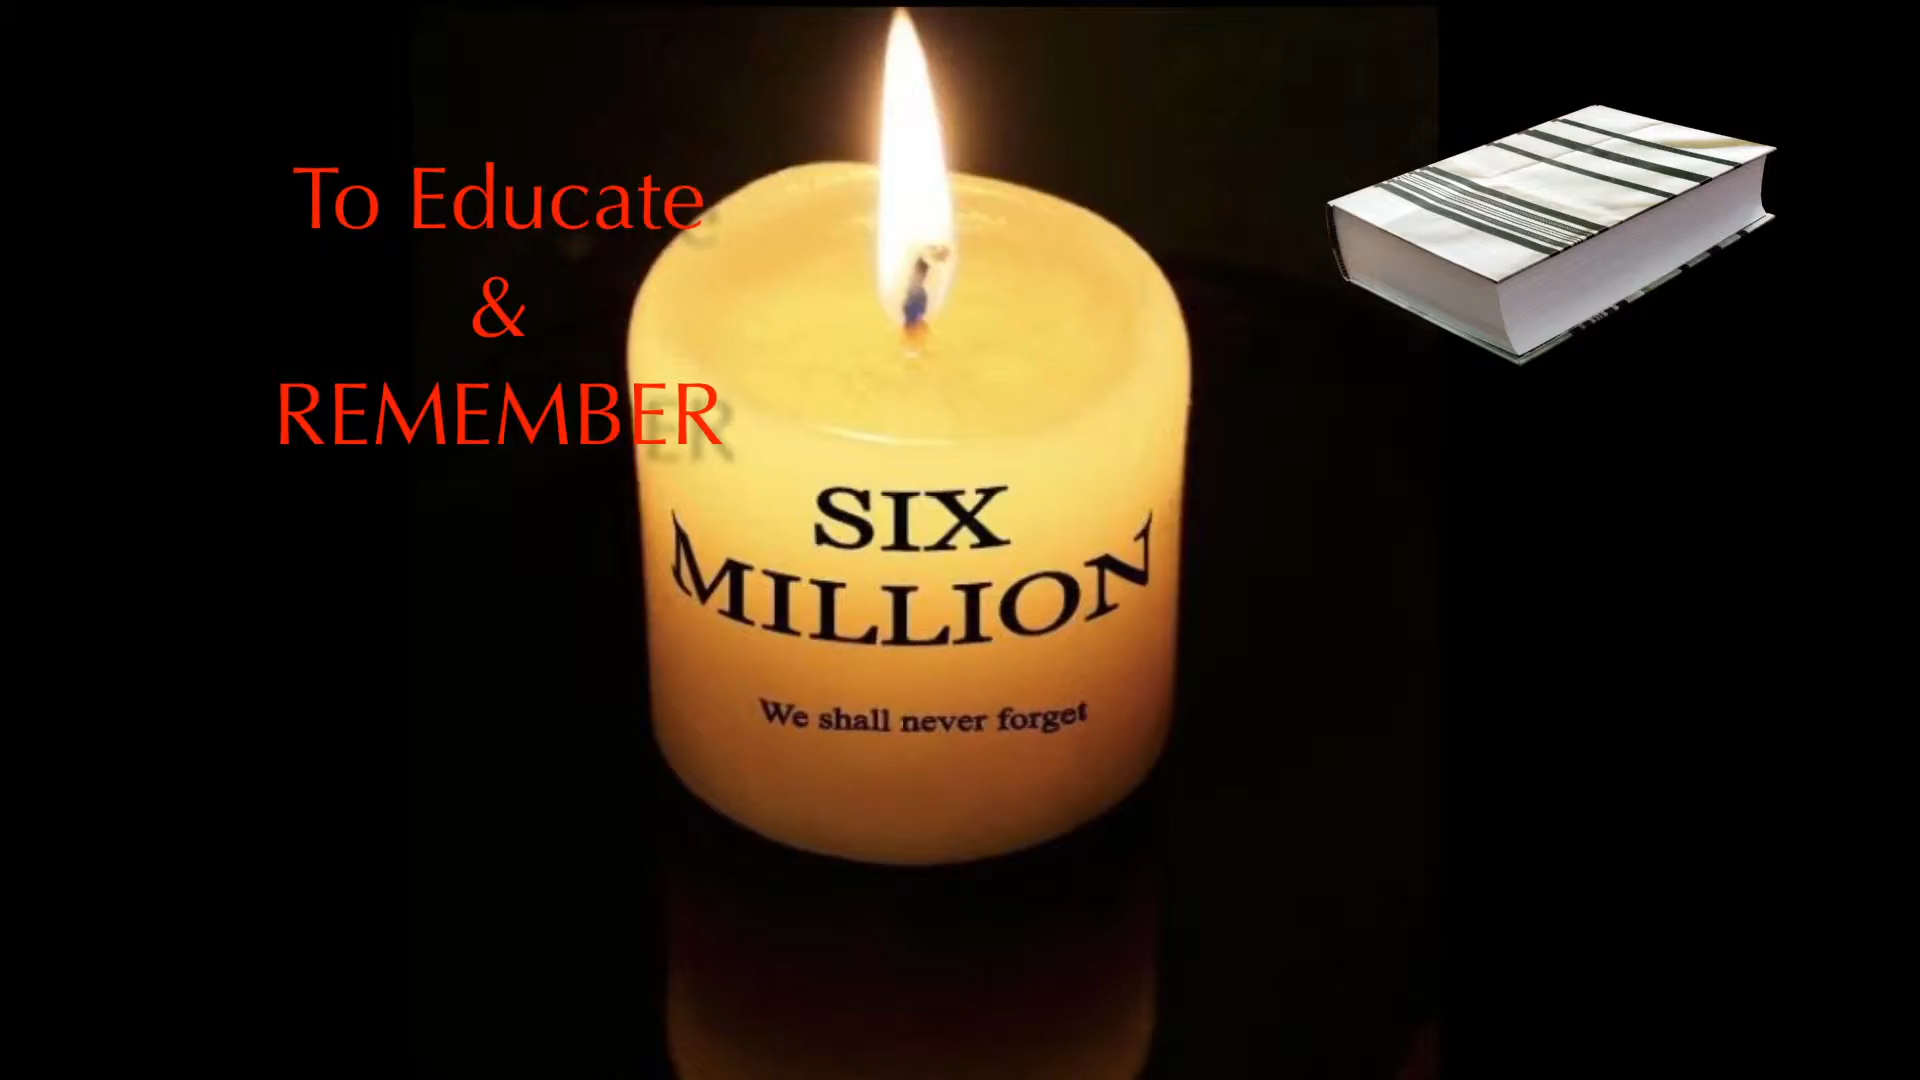 To Educate
&
REMEMBER
SIX
MILLION
We shall never forget